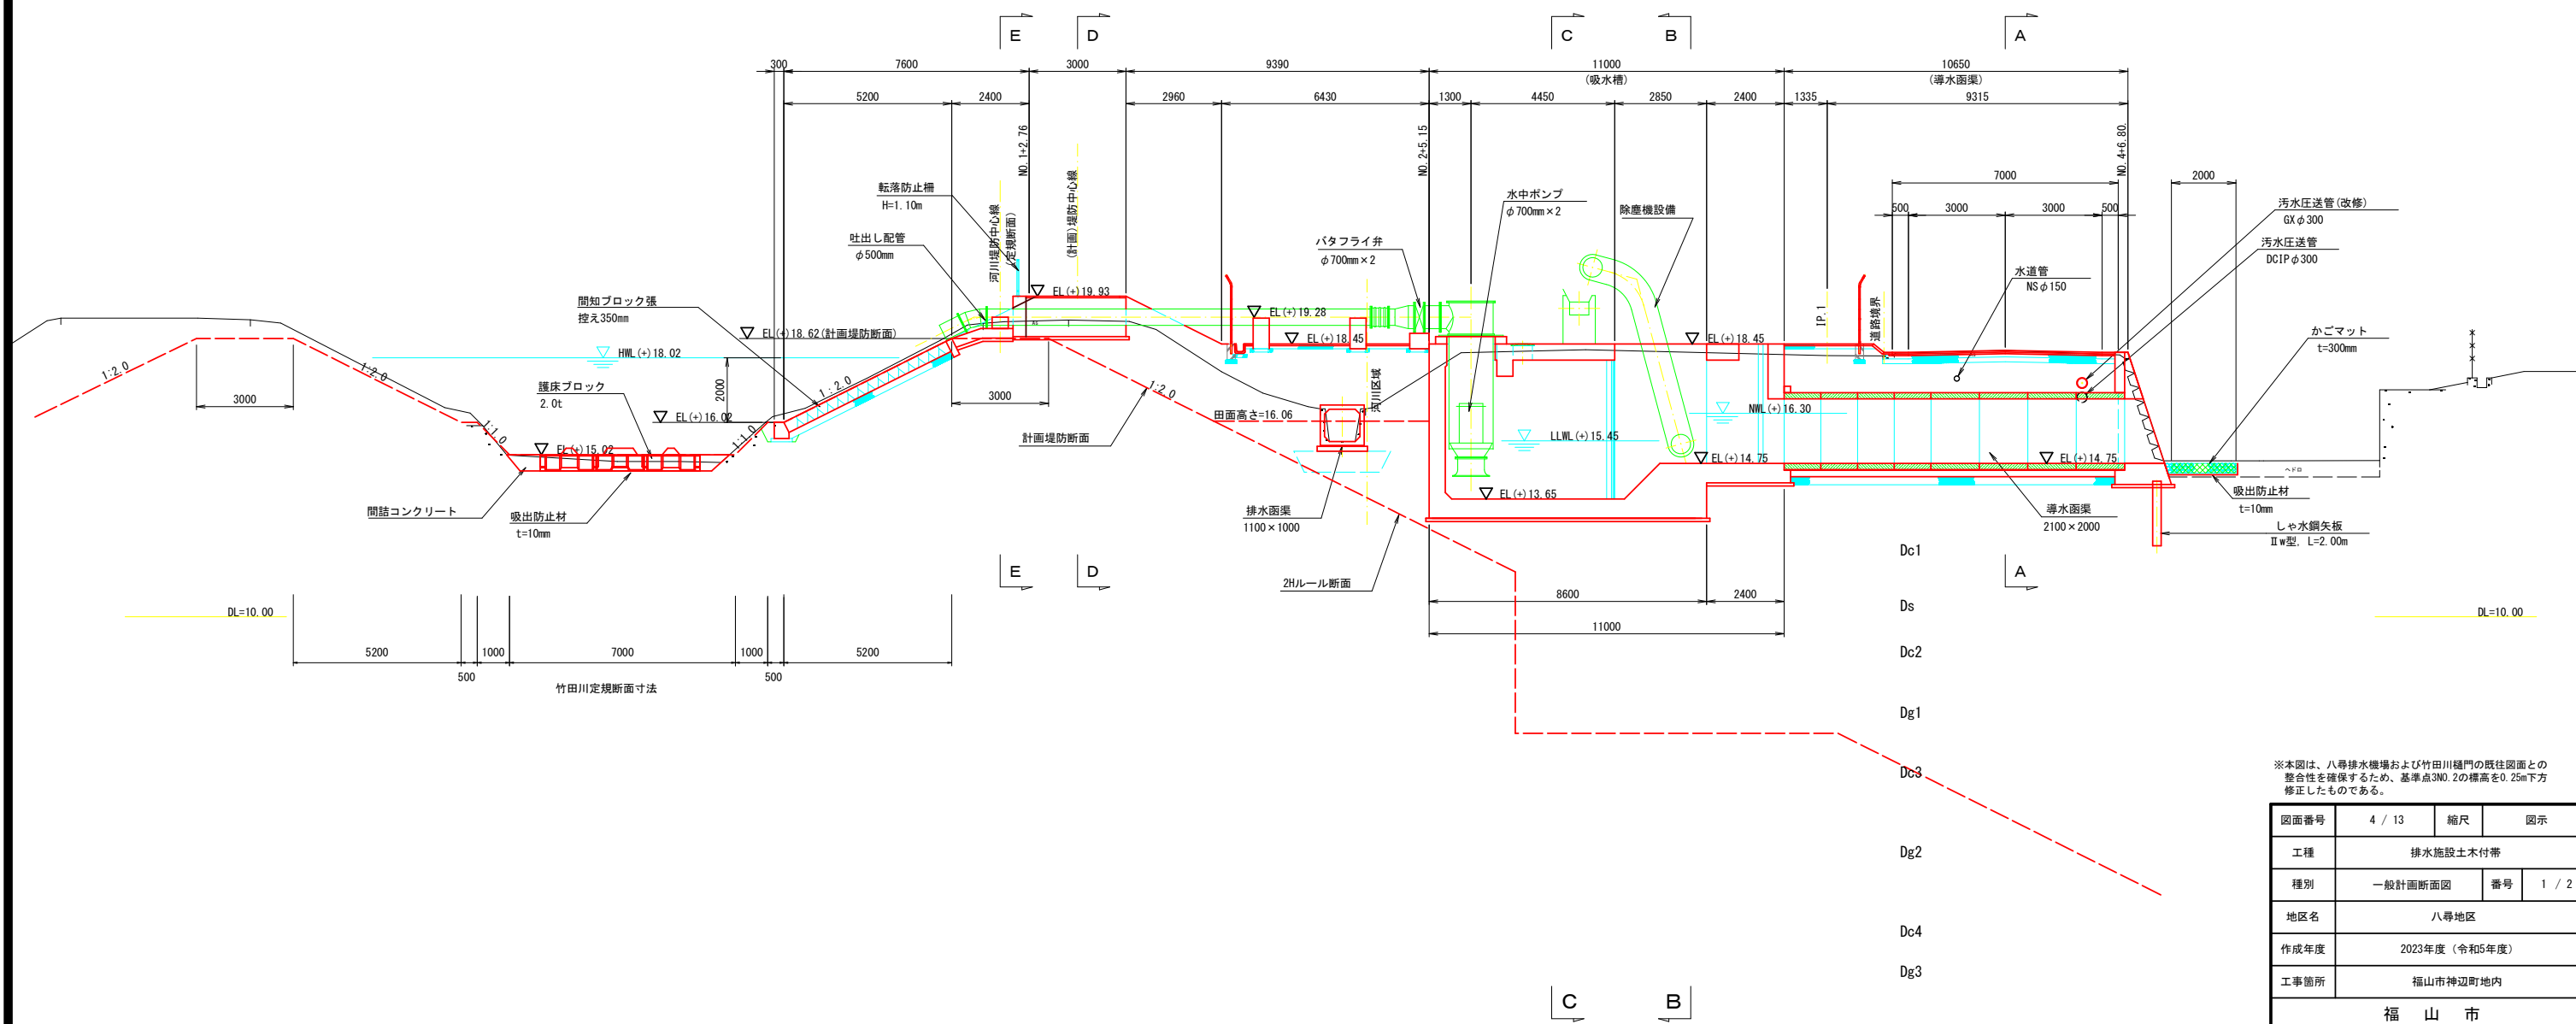 E
D
C
B
A
300
7600
3000
9390
11000
(吸水槽)
10650
(導水函渠)
5200
2400
2960
6430
1300
4450
2850
2400
1335
9315
NO.1+2.76
NO.2+5.15
NO.4+6.80
河川堤防中心線
(定規断面)
(計画)堤防中心線
転落防止柵
H=1.10m
吐出し配管
φ500mm
間知ブロック張
控え350mm
EL(+)19.93
EL(+)18.62(計画堤防断面)
HWL(+)18.02
護床ブロック
2.0t
2000
EL(+)16.02
EL(+)15.02
1:2.0
1:2.0
1:1.0
1:1.0
1:2.0
1:2.0
3000
3000
間詰コンクリート
吸出防止材
t=10mm
計画堤防断面
田面高さ=16.06
バタフライ弁
φ700mm×2
EL(+)19.28
EL(+)18.45
河川区域
水中ポンプ
φ700mm×2
除塵機設備
EL(+)18.45
NWL(+)16.30
LLWL(+)15.45
EL(+)14.75
EL(+)13.65
排水函渠
1100×1000
2Hルール断面
IP.1
道路境界
7000
500
3000
3000
500
2000
水道管
NSφ150
汚水圧送管(改修)
GXφ300
汚水圧送管
DCIPφ300
かごマット
t=300mm
ヘドロ
EL(+)14.75
導水函渠
2100×2000
吸出防止材
t=10mm
しゃ水鋼矢板
Ⅱw型, L=2.00m
E
D
A
8600
2400
11000
DL=10.00
DL=10.00
5200
500
1000
7000
1000
500
5200
竹田川定規断面寸法
Dc1
Ds
Dc2
Dg1
Dc3
Dg2
Dc4
Dg3
C
B
※本図は、八尋排水機場および竹田川樋門の既往図面との
整合性を確保するため、基準点3NO.2の標高を0.25m下方
修正したものである。
図面番号 4 / 13 縮尺 図示
工種 排水施設土木付帯
種別 一般計画断面図 番号 1 / 2
地区名 八尋地区
作成年度 2023年度（令和5年度）
工事箇所 福山市神辺町地内
福 山 市